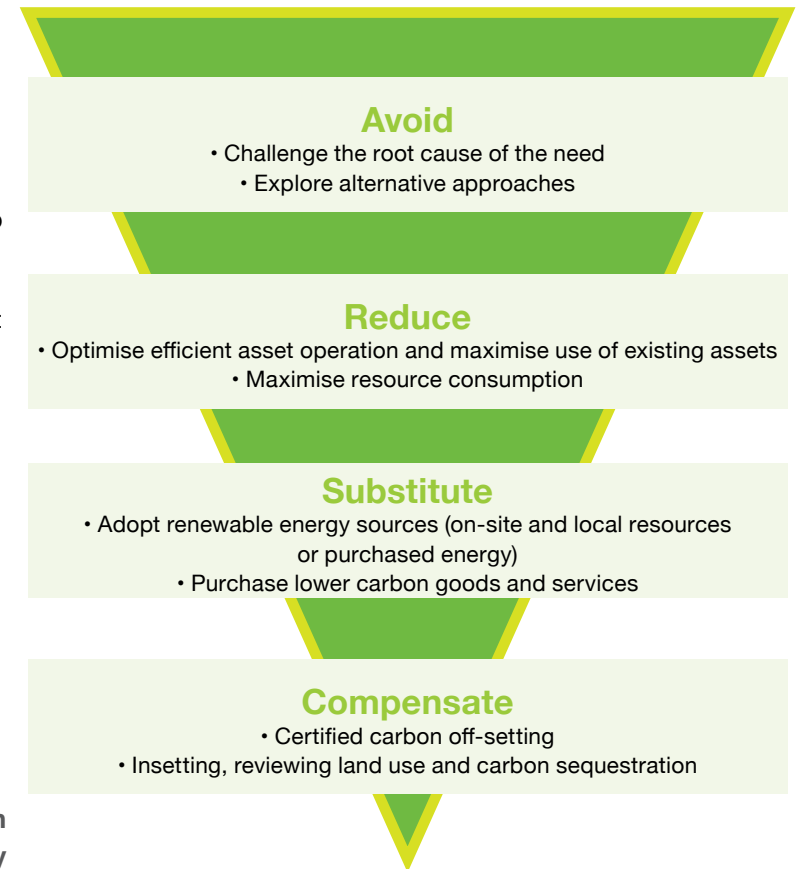 Avoid
• Challenge the root cause of the need
• Explore alternative approaches
Reduce
• Optimise efficient asset operation and maximise use of existing assets
• Maximise resource consumption
Substitute
• Adopt renewable energy sources (on-site and local resources
or purchased energy)
• Purchase lower carbon goods and services
Compensate
• Certified carbon off-setting
• Insetting, reviewing land use and carbon sequestration